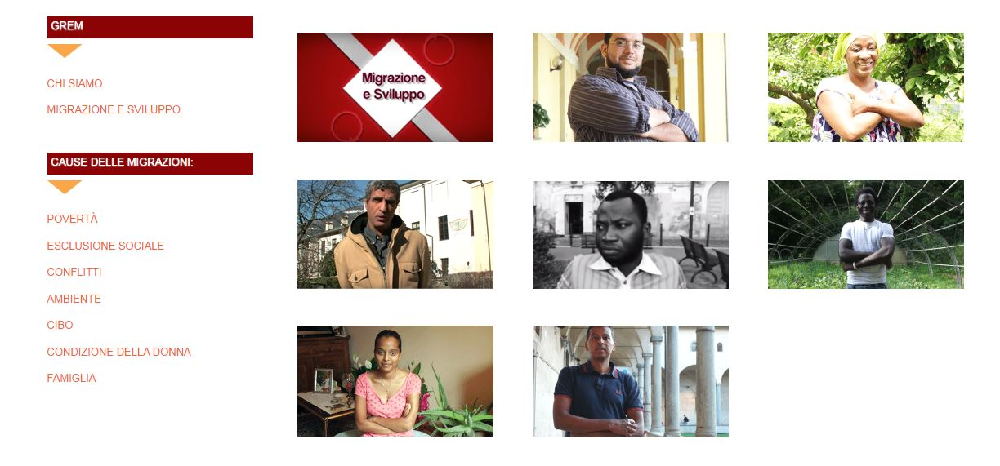 GREM
CHI SIAMO
MIGRAZIONE E SVILUPPO
CAUSE DELLE MIGRAZIONI:
POVERTÀ
ESCLUSIONE SOCIALE
CONFLITTI
AMBIENTE
CIBO
CONDIZIONE DELLA DONNA
FAMIGLIA
Migrazione
e Sviluppo